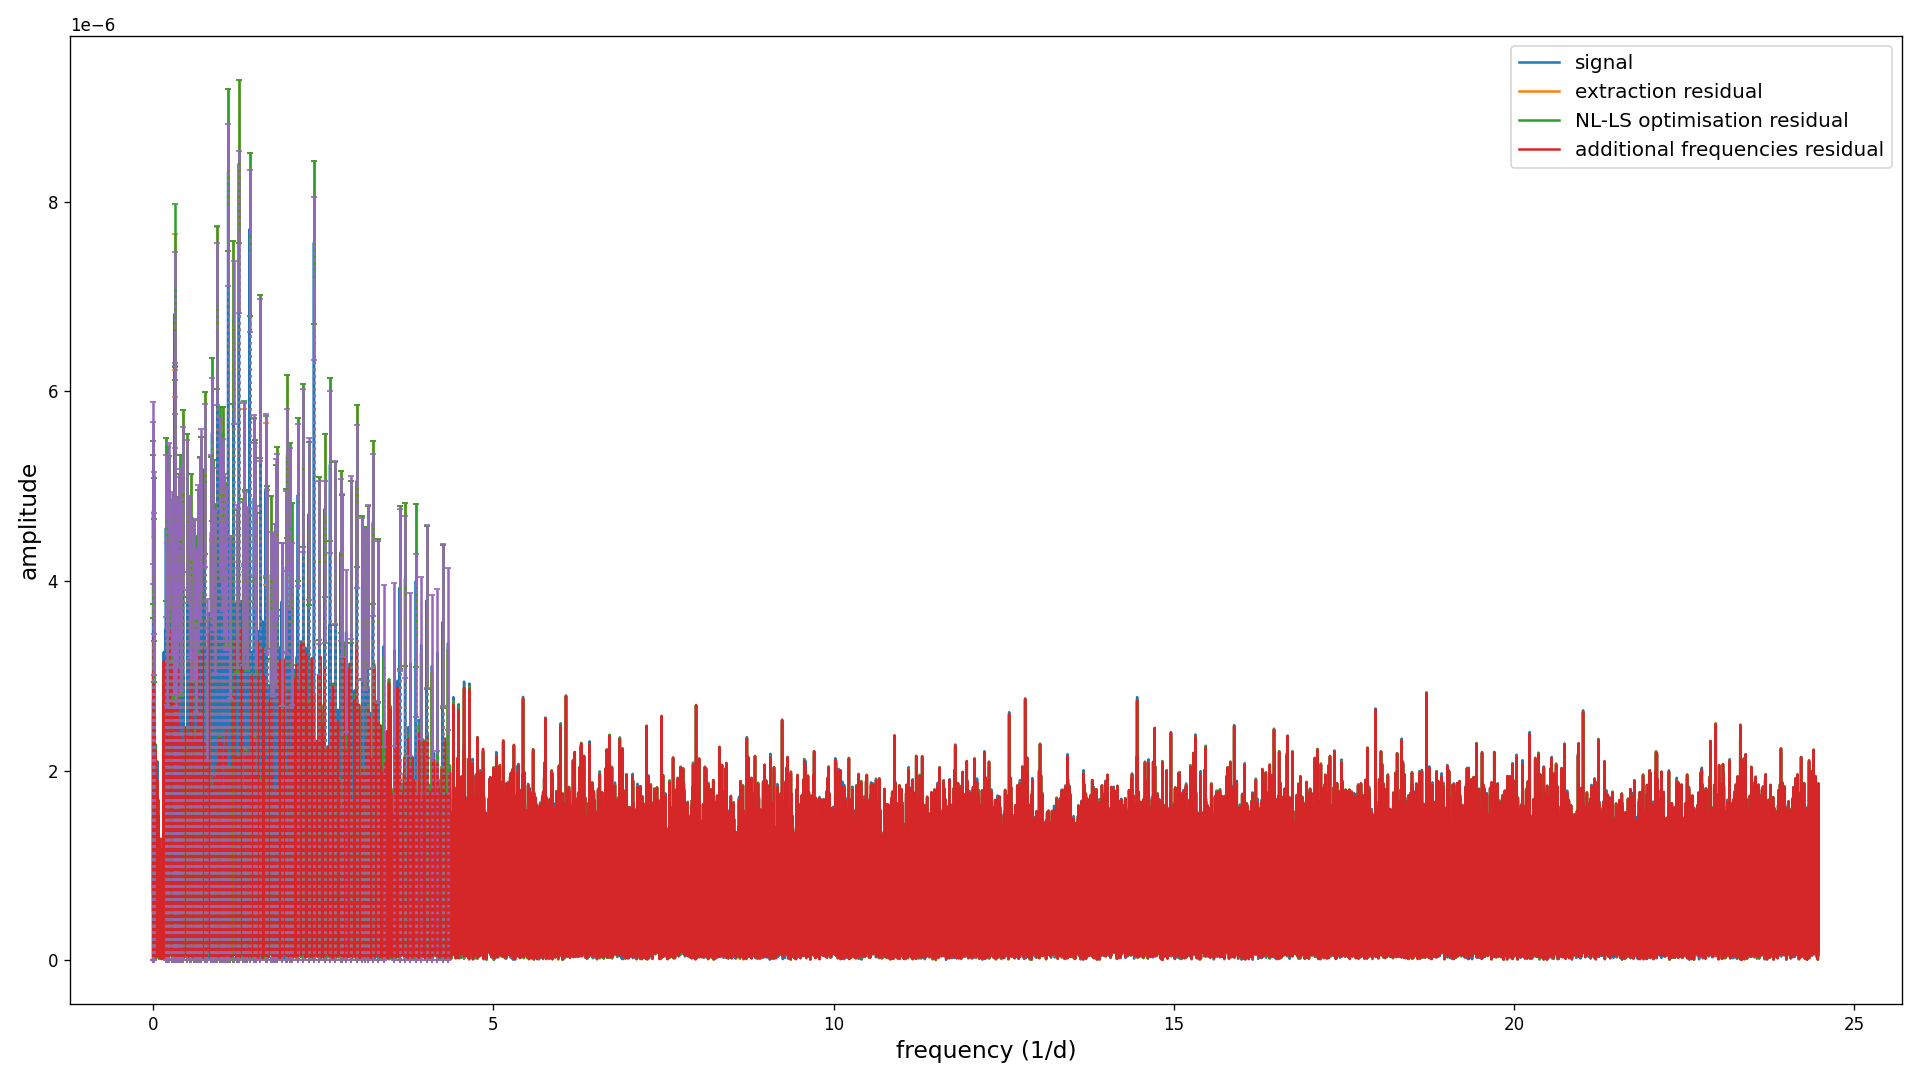 1e−6
signal
extraction residual
NL-LS optimisation residual
additional frequencies residual
8
6
4
2
0
amplitude
0 5 10 15 20 25
frequency (1/d)